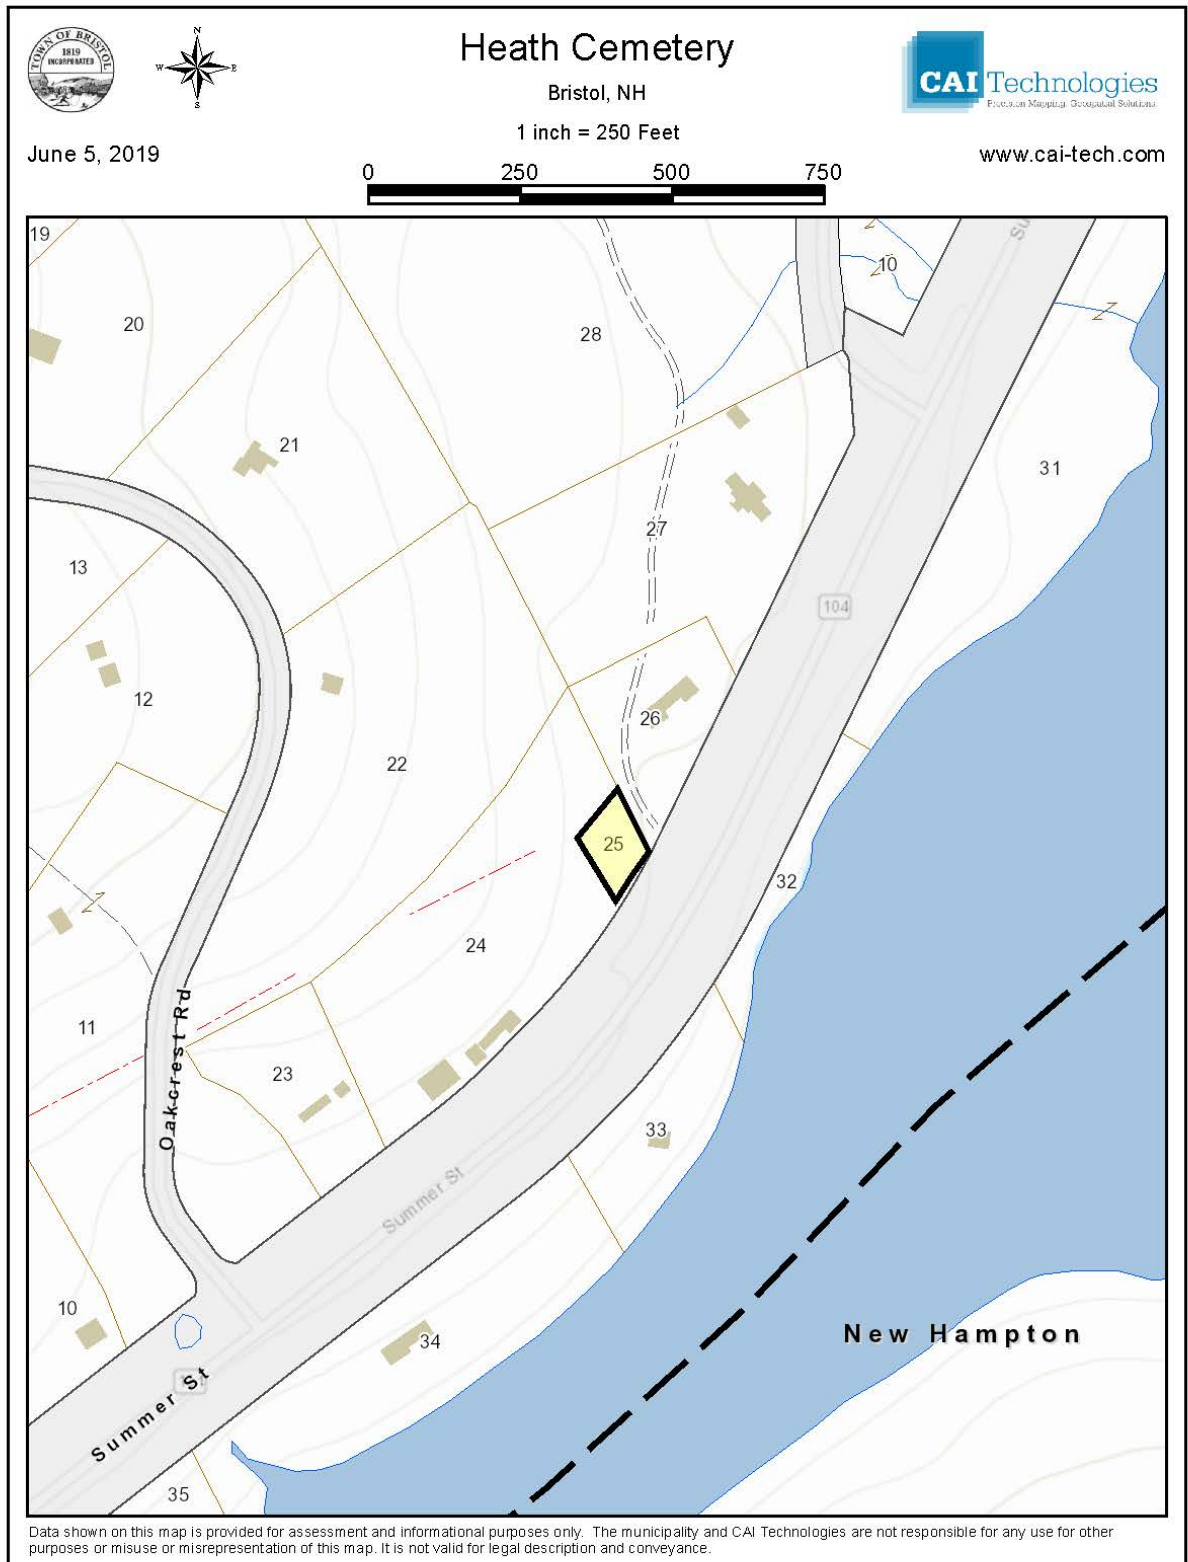 TOWN OF BRISTOL
1819
INCORPORATED
N
W E
S
Heath Cemetery
Bristol, NH
1 inch = 250 Feet
June 5, 2019
CAI Technologies
Precision Mapping. Geospatial Solutions.
www.cai-tech.com
0 250 500 750
19
Su
10
20
28
21
31
27
13
104
12
26
22
25
32
24
11
Oakcrest Rd
23
33
Summer St
10
34
New Hampton
Summer St
35
Data shown on this map is provided for assessment and informational purposes only. The municipality and CAI Technologies are not responsible for any use for other
purposes or misuse or misrepresentation of this map. It is not valid for legal description and conveyance.